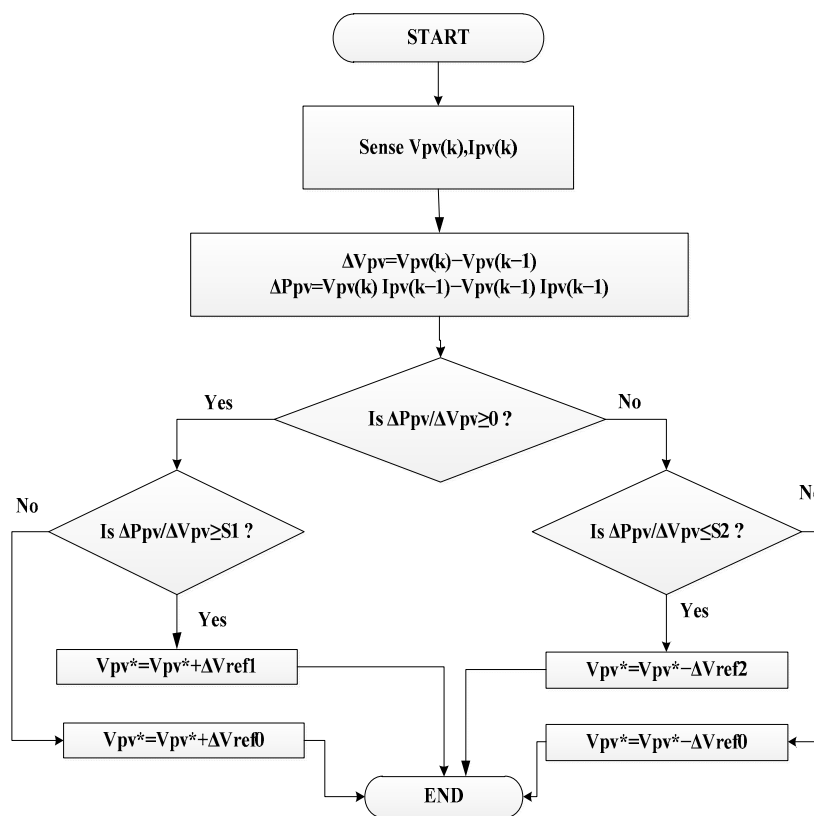 START
Sense Vpv(k),Ipv(k)
ΔVpv=Vpv(k)−Vpv(k−1)
ΔPpv=Vpv(k) Ipv(k−1)−Vpv(k−1) Ipv(k−1)
Is ΔPpv/ΔVpv≥0 ?
Yes
No
Is ΔPpv/ΔVpv≥S1 ?
No
Yes
Is ΔPpv/ΔVpv≤S2 ?
Yes
Vpv*=Vpv*+ΔVref1
Vpv*=Vpv*−ΔVref2
Vpv*=Vpv*+ΔVref0
Vpv*=Vpv*−ΔVref0
END